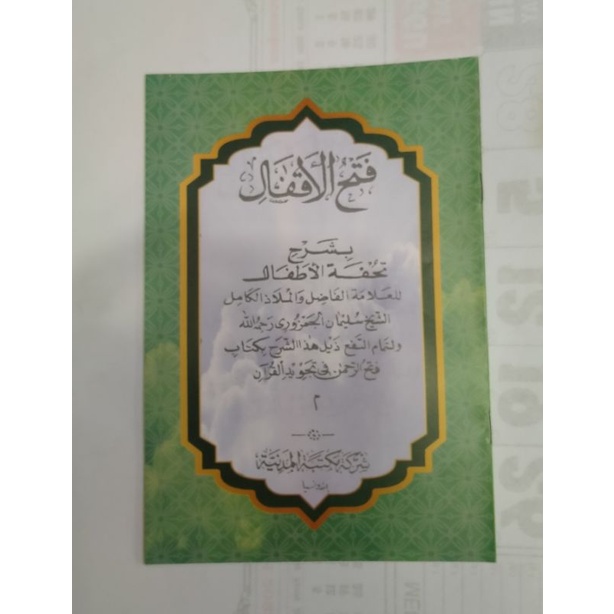 فتح الأقفال
بشرح
تحفة الأطفال
للعلامة الفاضل والملاذ الكامل
الشيخ سليمان الجمزوري رحمه الله
ولتمام النفع ذيل هذا الشرح بكتاب
فتح الرحمن في تجويد القرآن
٢
شركة مكتبة المدينة
اندونيسيا